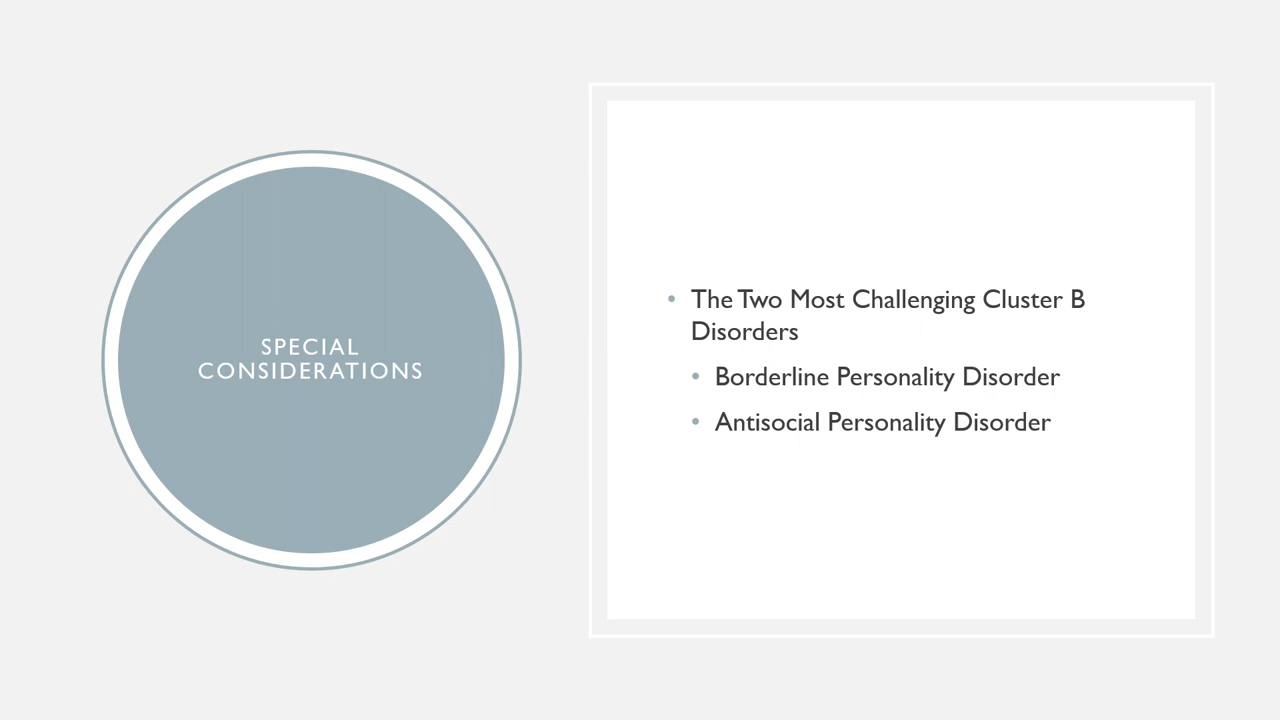 SPECIAL
CONSIDERATIONS
• The Two Most Challenging Cluster B
Disorders
• Borderline Personality Disorder
• Antisocial Personality Disorder